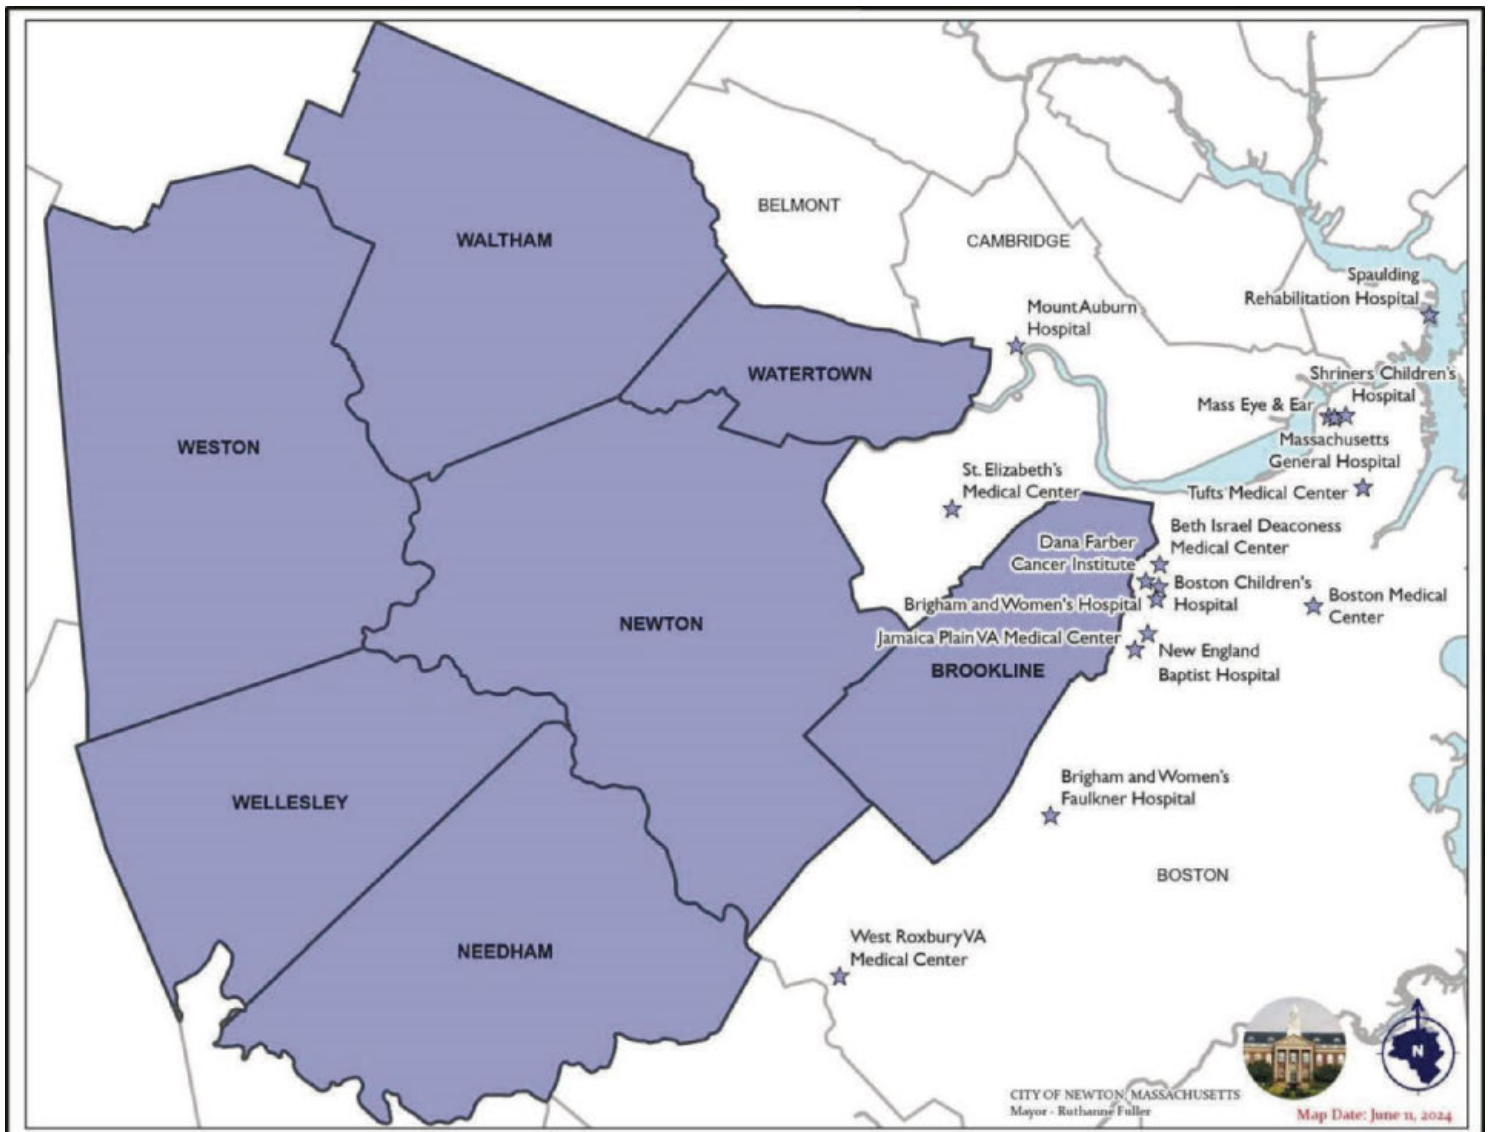 BELMONT
WALTHAM
CAMBRIDGE
Spaulding
Rehabilitation Hospital
Mount Auburn
Hospital
WATERTOWN
Shriners Children's
Hospital
Mass Eye & Ear
Massachusetts
General Hospital
WESTON
St. Elizabeth's
Medical Center
Tufts Medical Center
Beth Israel Deaconess
Medical Center
Dana Farber
Cancer Institute
Boston Children's
Hospital
Boston Medical
Center
Brigham and Women's Hospital
NEWTON
Jamaica Plain VA Medical Center
New England
Baptist Hospital
BROOKLINE
Brigham and Women's
Faulkner Hospital
WELLESLEY
BOSTON
West Roxbury VA
Medical Center
NEEDHAM
N
CITY OF NEWTON, MASSACHUSETTS
Mayor - Ruthanne Fuller
Map Date: June 11, 2024